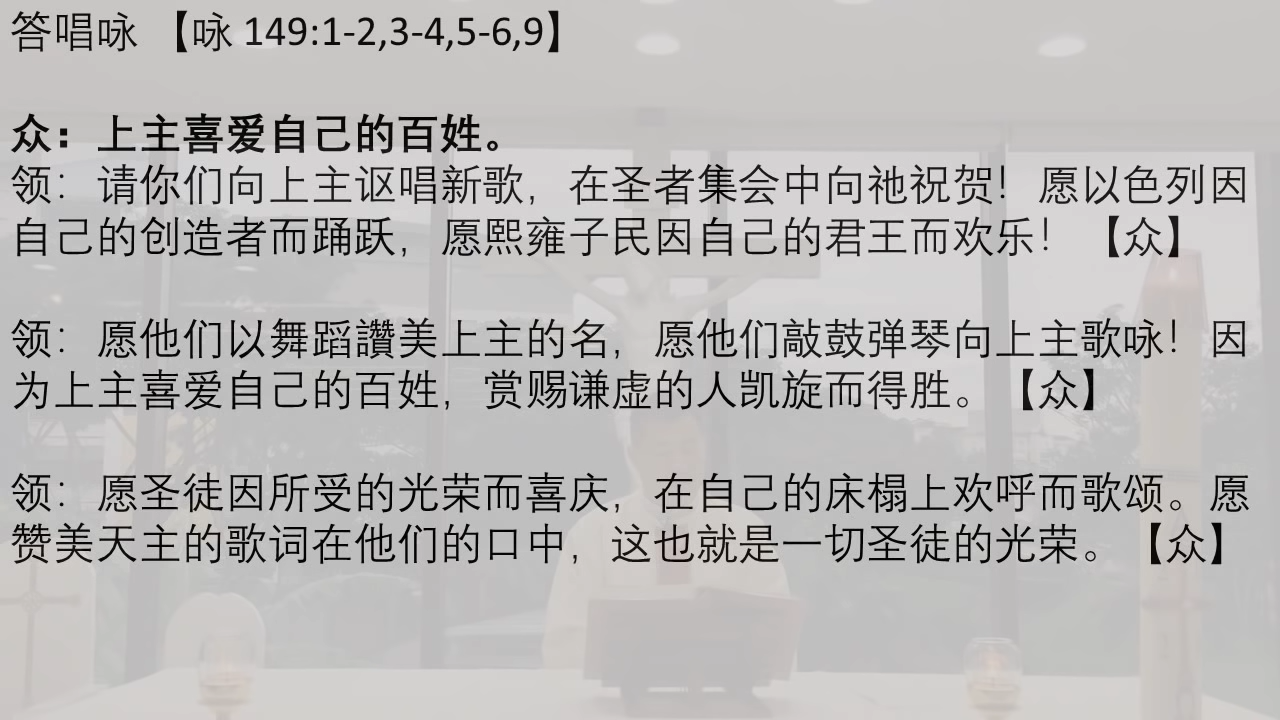 答唱咏 【咏 149:1-2,3-4,5-6,9】
众：上主喜爱自己的百姓。
领：请你们向上主讴唱新歌，在圣者集会中向祂祝贺！愿以色列因
自己的创造者而踊跃，愿熙雍子民因自己的君王而欢乐！ 【众】
领：愿他们以舞蹈讚美上主的名，愿他们敲鼓弹琴向上主歌咏！因
为上主喜爱自己的百姓，赏赐谦虚的人凯旋而得胜。【众】
领：愿圣徒因所受的光荣而喜庆，在自己的床榻上欢呼而歌颂。愿
赞美天主的歌词在他们的口中，这也就是一切圣徒的光荣。【众】